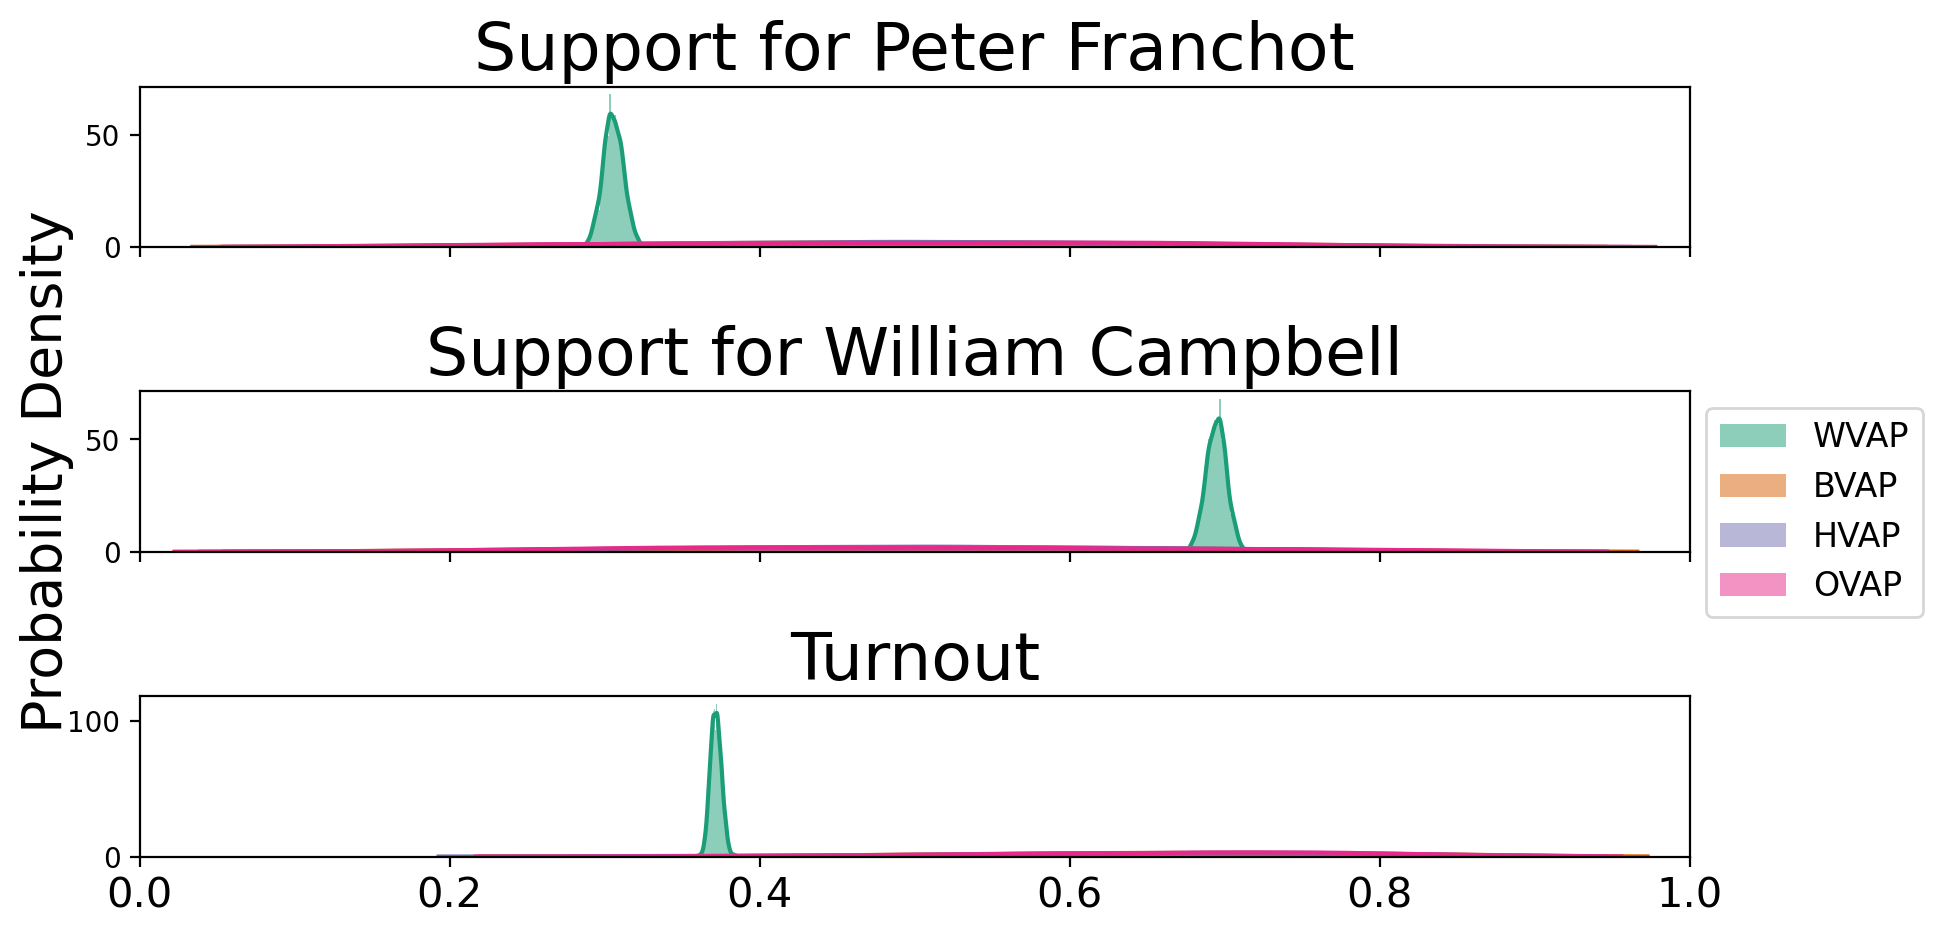 Support for Peter Franchot
50
0
Support for William Campbell
50
0
Turnout
100
0
0.0 0.2 0.4 0.6 0.8 1.0
Probability Density
WVAP
BVAP
HVAP
OVAP